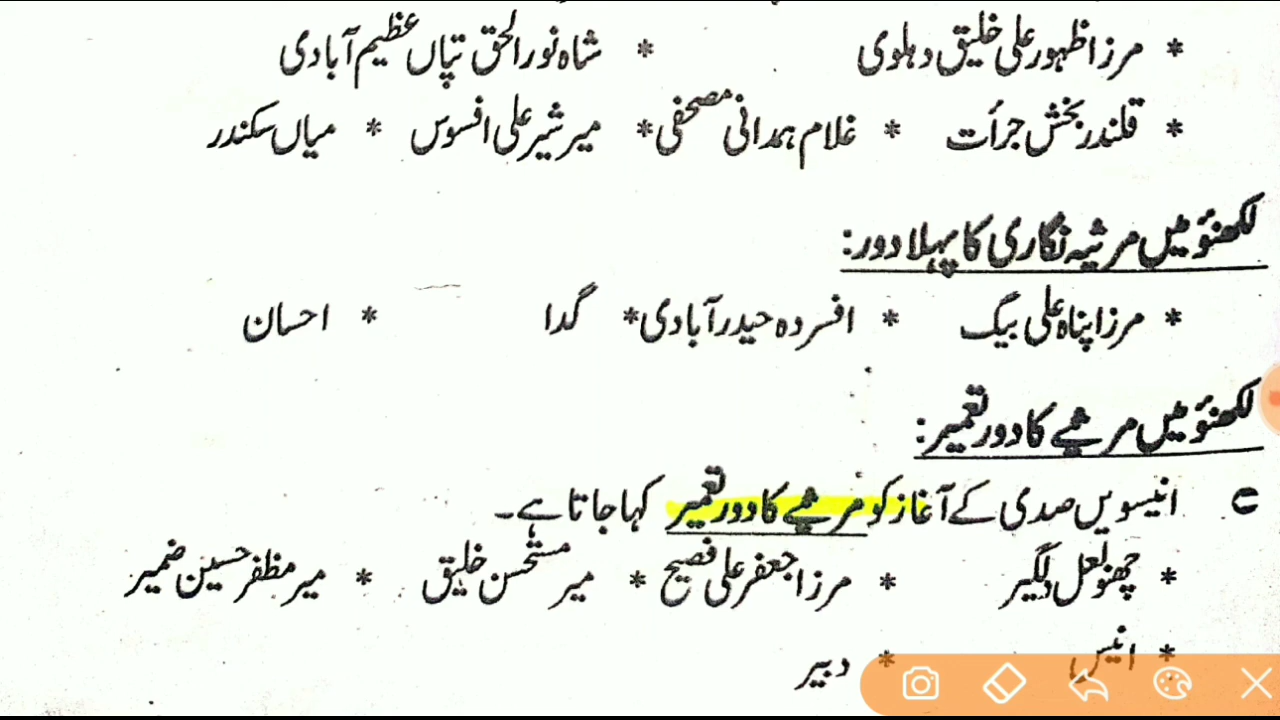 * مرزا ظہور علی خلیق دہلوی * شاہ نور الحق تپاں عظیم آبادی
* قلندر بخش جرأت * غلام ہمدانی مصحفی * میر شیر علی افسوس * میاں سکندر
لکھنؤ میں مرثیہ نگاری کا پہلا دور:
* مرزا پناہ علی بیگ * افسردہ حیدر آبادی * گدا * احسان
لکھنؤ میں مرثیے کا دور تعمیر:
انیسویں صدی کے آغاز کو مرثیے کا دور تعمیر کہا جاتا ہے۔
* چھنو لعل دلگیر * مرزا جعفر علی فصیح * میر مستحسن خلیق * میر مظفر حسین ضمیر
* انیس * دبیر